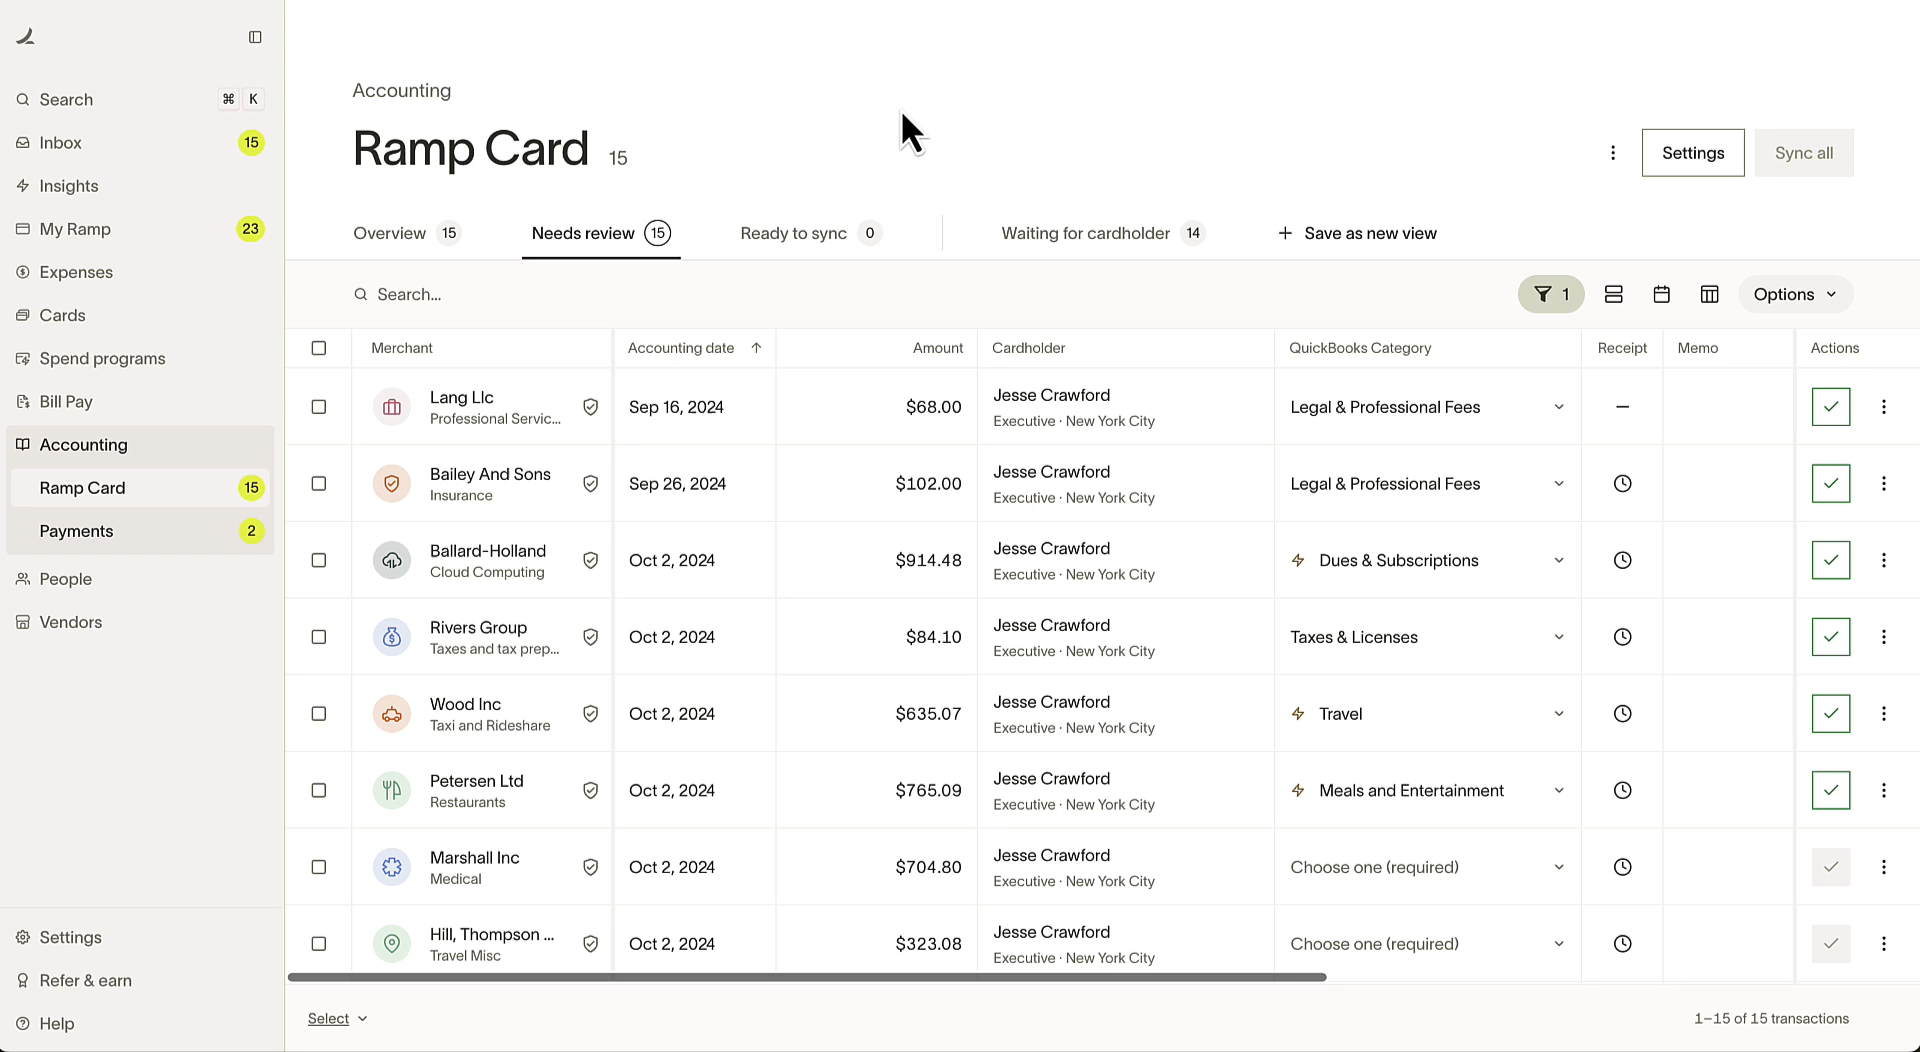 Search ⌘ K
Inbox 15
Insights
My Ramp 23
Expenses
Cards
Spend programs
Bill Pay
Accounting
Ramp Card 15
Payments 2
People
Vendors
Settings
Refer & earn
Help
Accounting
Ramp Card 15
Settings
Sync all
Overview 15
Needs review 15
Ready to sync 0
Waiting for cardholder 14
+ Save as new view
Search...
1
Options
Merchant Accounting date ↑ Amount Cardholder QuickBooks Category Receipt Memo Actions
Lang Llc
Professional Servic...
Sep 16, 2024
$68.00
Jesse Crawford
Executive · New York City
Legal & Professional Fees
–
Bailey And Sons
Insurance
Sep 26, 2024
$102.00
Jesse Crawford
Executive · New York City
Legal & Professional Fees
Ballard-Holland
Cloud Computing
Oct 2, 2024
$914.48
Jesse Crawford
Executive · New York City
Dues & Subscriptions
Rivers Group
Taxes and tax prep...
Oct 2, 2024
$84.10
Jesse Crawford
Executive · New York City
Taxes & Licenses
Wood Inc
Taxi and Rideshare
Oct 2, 2024
$635.07
Jesse Crawford
Executive · New York City
Travel
Petersen Ltd
Restaurants
Oct 2, 2024
$765.09
Jesse Crawford
Executive · New York City
Meals and Entertainment
Marshall Inc
Medical
Oct 2, 2024
$704.80
Jesse Crawford
Executive · New York City
Choose one (required)
Hill, Thompson ...
Travel Misc
Oct 2, 2024
$323.08
Jesse Crawford
Executive · New York City
Choose one (required)
Select
1–15 of 15 transactions